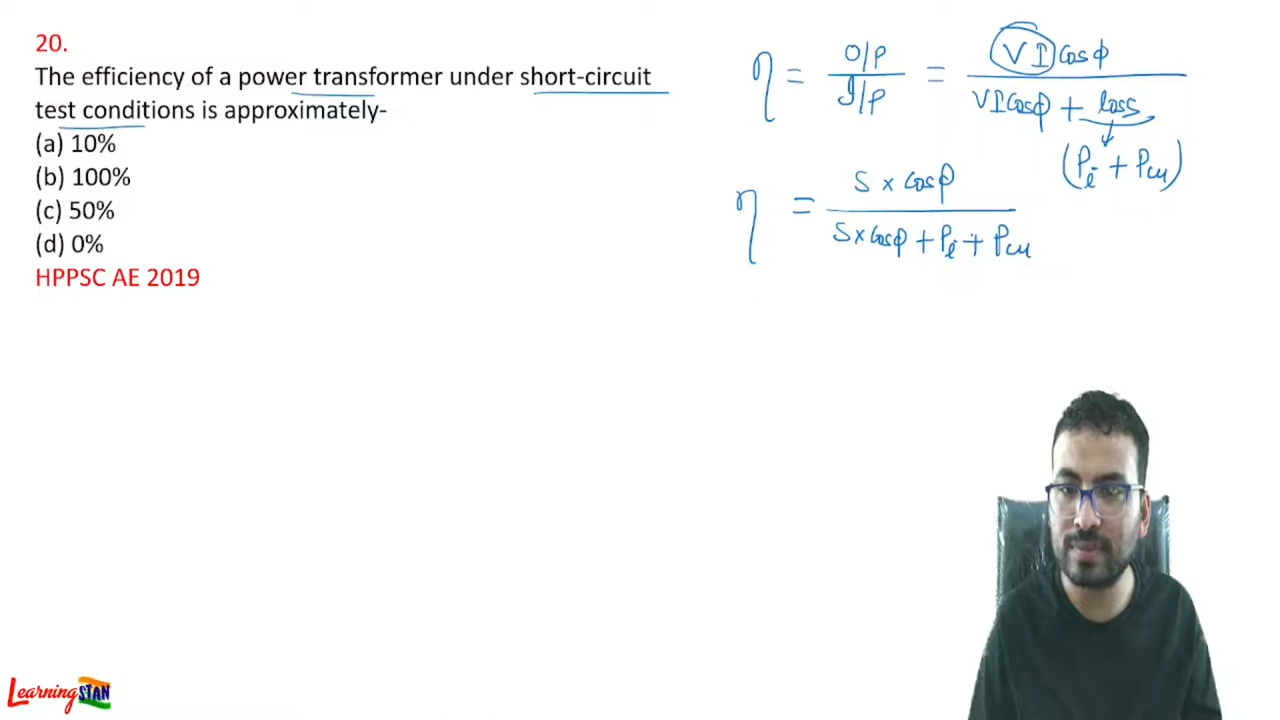 20.
The efficiency of a power transformer under short-circuit
test conditions is approximately-
(a) 10%
(b) 100%
(c) 50%
(d) 0%
HPPSC AE 2019
η = O/P / I/P = VI Cosφ / VI Cosφ + loss
(Pi + Pcu)
η = S × Cosφ / S × Cosφ + Pi + Pcu
Learning STAN